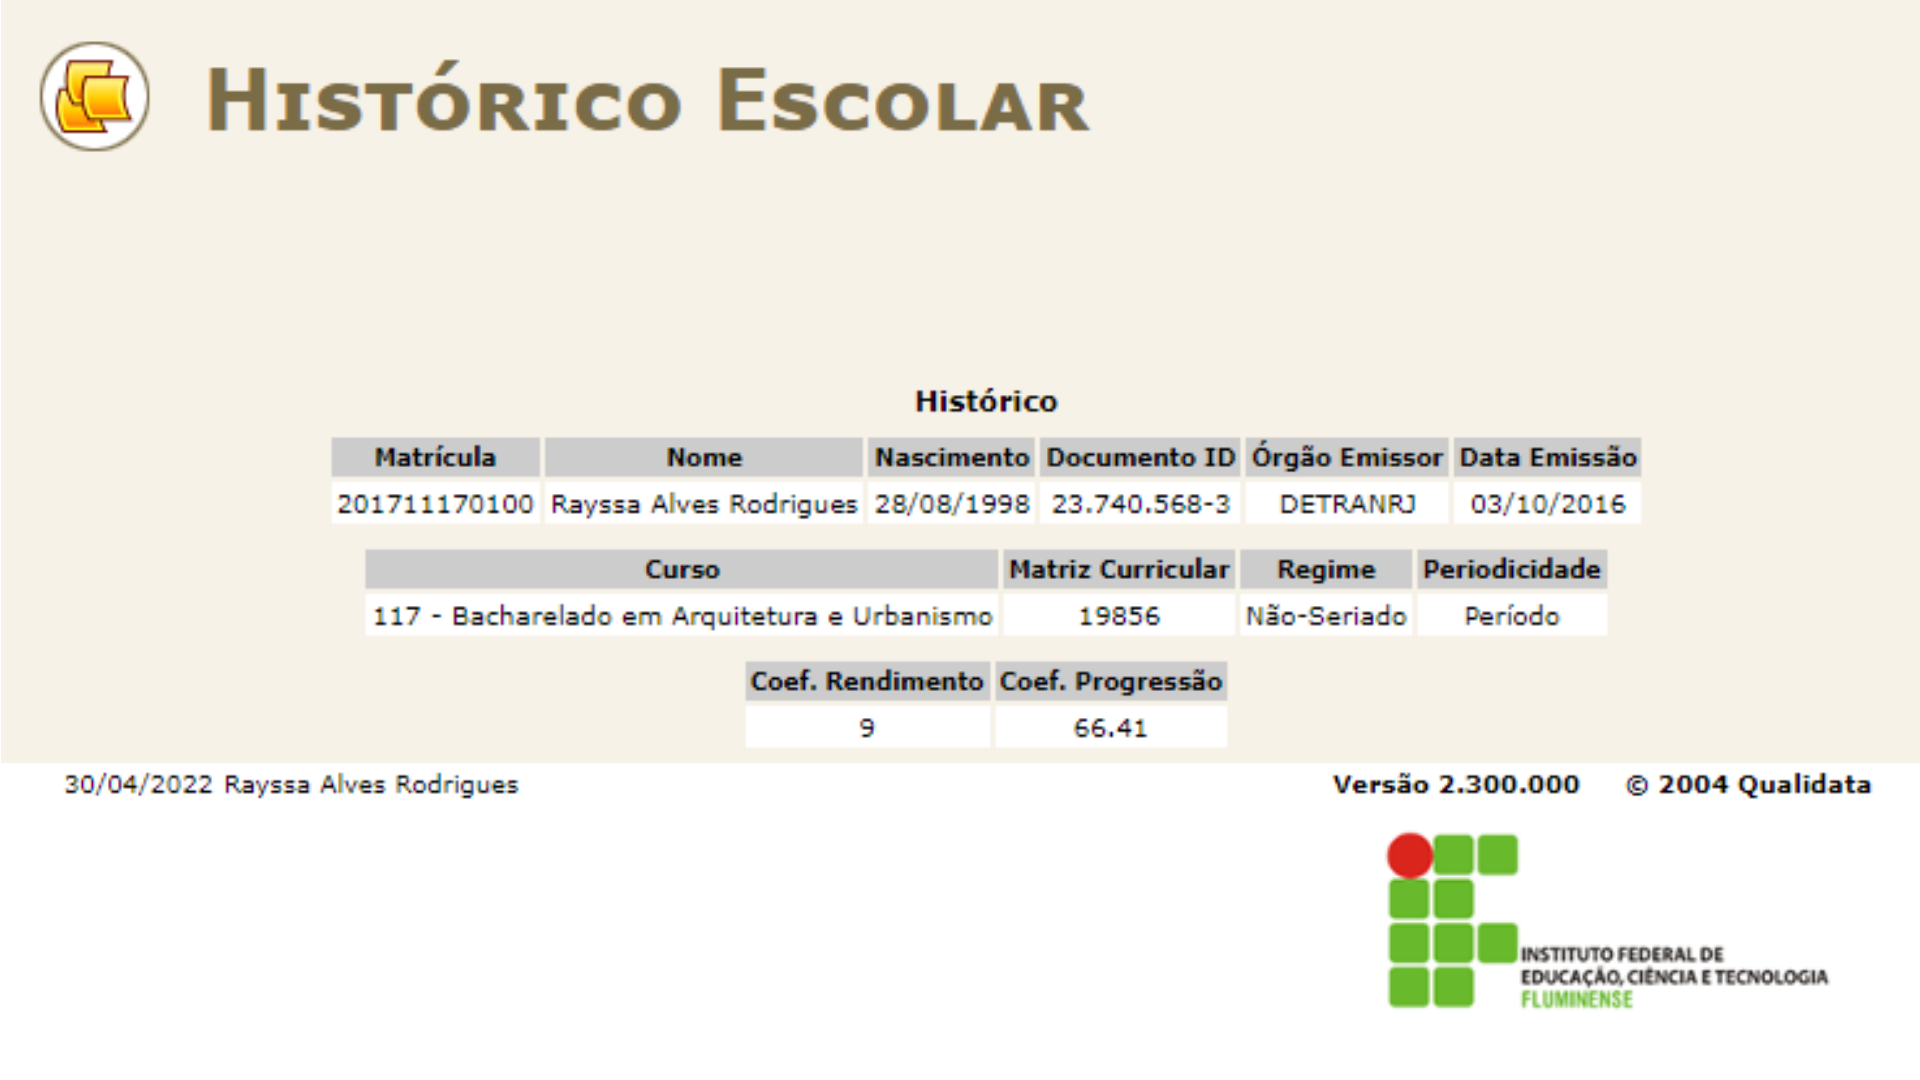 Histórico Escolar
Histórico
Matrícula Nome Nascimento Documento ID Órgão Emissor Data Emissão
201711170100 Rayssa Alves Rodrigues 28/08/1998 23.740.568-3 DETRANRJ 03/10/2016
Curso Matriz Curricular Regime Periodicidade
117 - Bacharelado em Arquitetura e Urbanismo 19856 Não-Seriado Período
Coef. Rendimento Coef. Progressão
9 66.41
30/04/2022 Rayssa Alves Rodrigues Versão 2.300.000 © 2004 Qualidata
INSTITUTO FEDERAL DE
EDUCAÇÃO, CIÊNCIA E TECNOLOGIA
FLUMINENSE